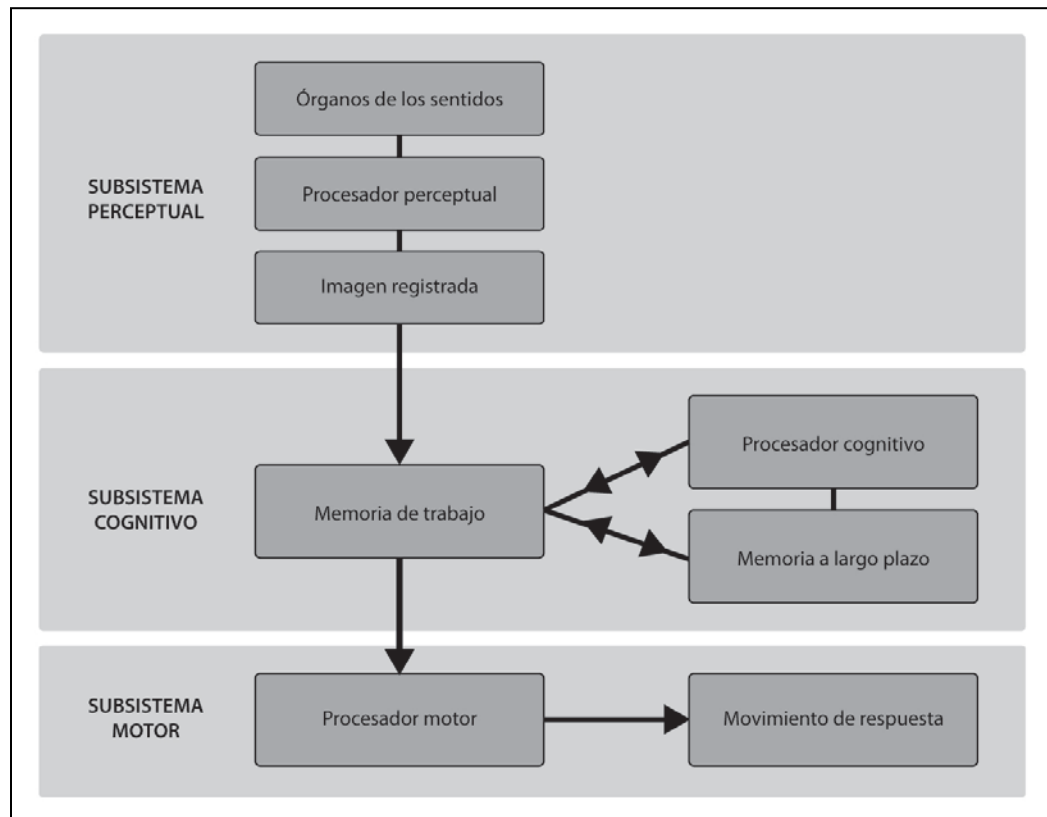 Órganos de los sentidos
SUBSISTEMA
PERCEPTUAL
Procesador perceptual
Imagen registrada
SUBSISTEMA
COGNITIVO
Memoria de trabajo
Procesador cognitivo
Memoria a largo plazo
SUBSISTEMA
MOTOR
Procesador motor
Movimiento de respuesta